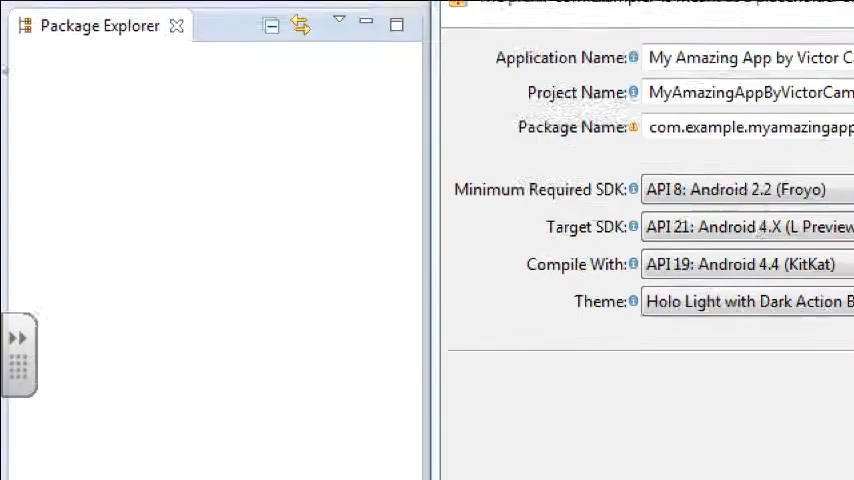 Package Explorer
Application Name: My Amazing App by Victor
Project Name: MyAmazingAppByVictorCam
Package Name: com.example.myamazingapp
Minimum Required SDK: API 8: Android 2.2 (Froyo)
Target SDK: API 21: Android 4.X (L Preview
Compile With: API 19: Android 4.4 (KitKat)
Theme: Holo Light with Dark Action B